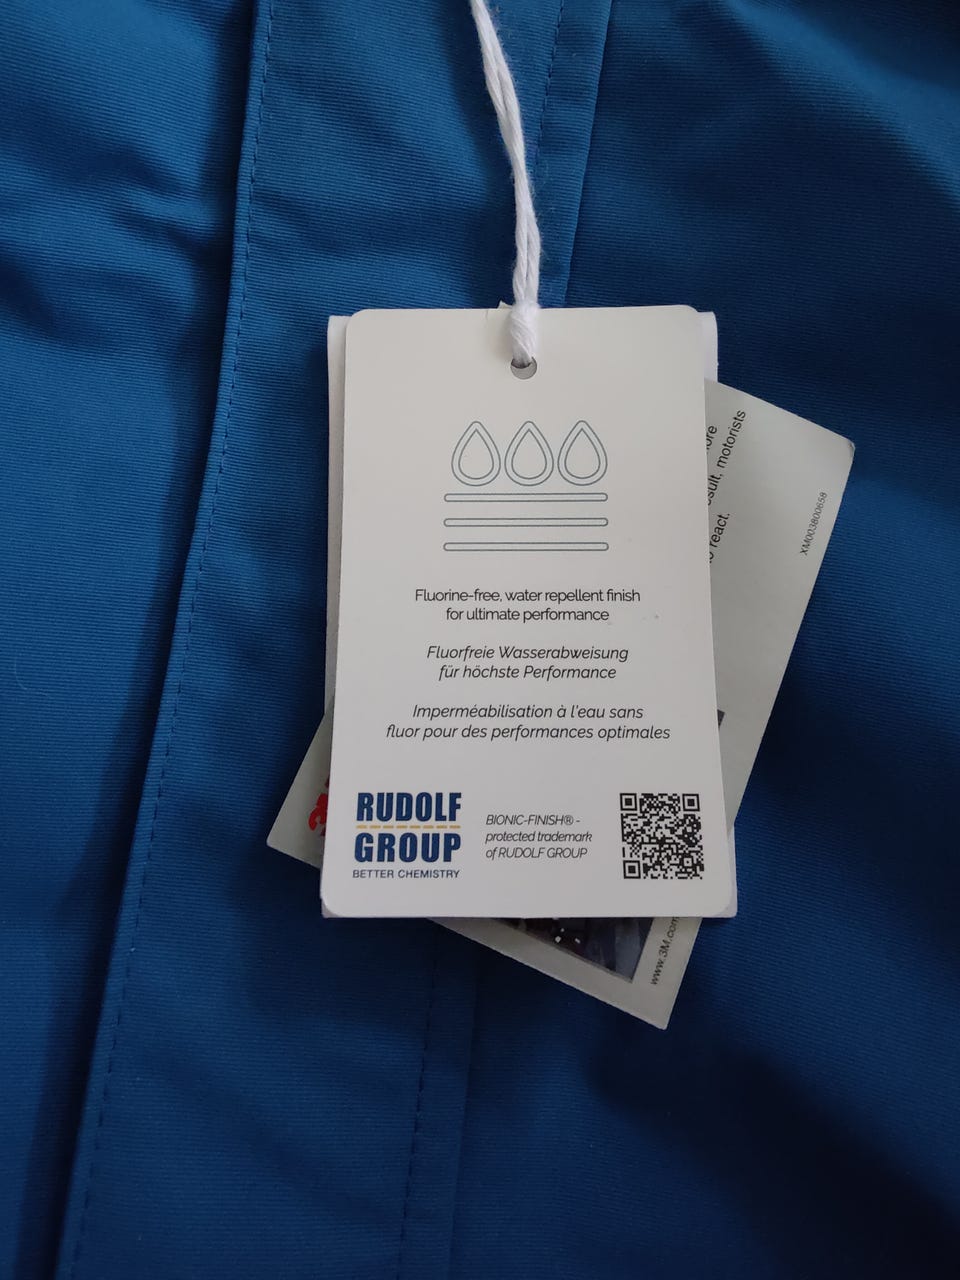 Fluorine-free, water repellent finish
for ultimate performance
Fluorfreie Wasserabweisung
für höchste Performance
Imperméabilisation à l'eau sans
fluor pour des performances optimales
RUDOLF
GROUP
BETTER CHEMISTRY
BIONIC-FINISH® -
protected trademark
of RUDOLF GROUP
motorists
react.
XM003800658
www.3M.com